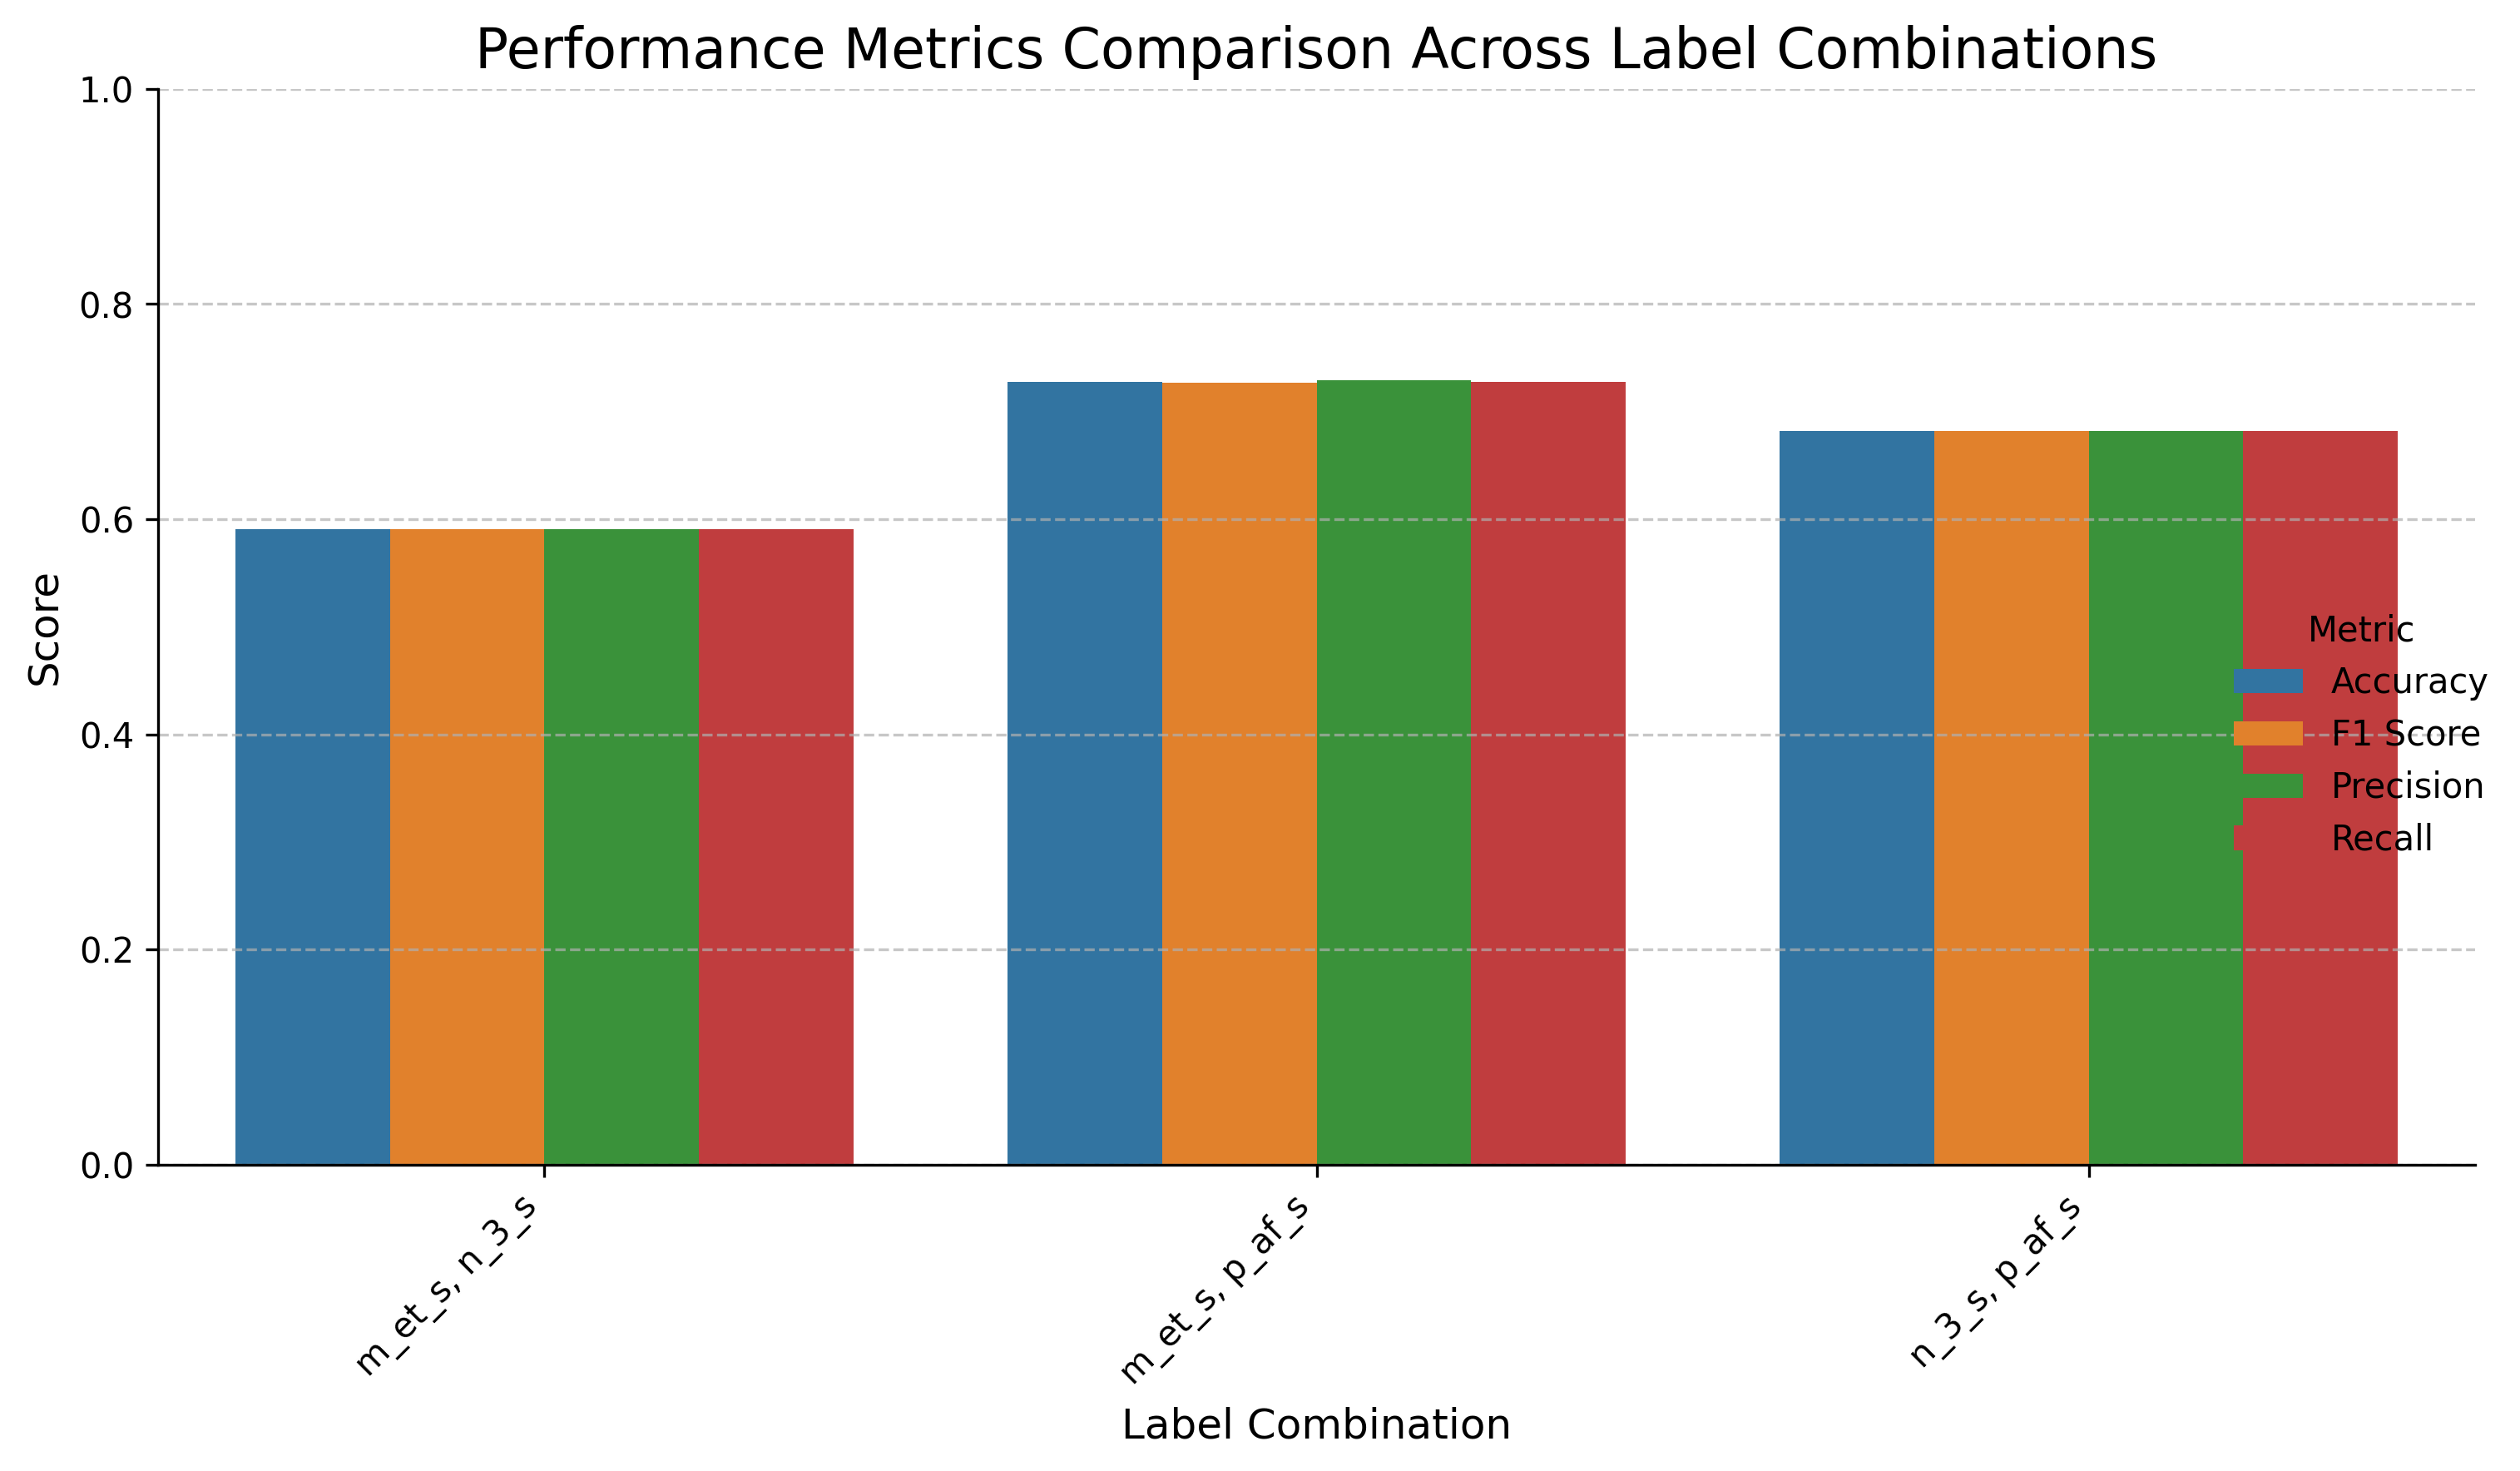 Performance Metrics Comparison Across Label Combinations
1.0
0.8
0.6
0.4
0.2
0.0
Score
Metric
Accuracy
F1 Score
Precision
Recall
m_et_s, n_3_s
m_et_s, p_af_s
n_3_s, p_af_s
Label Combination